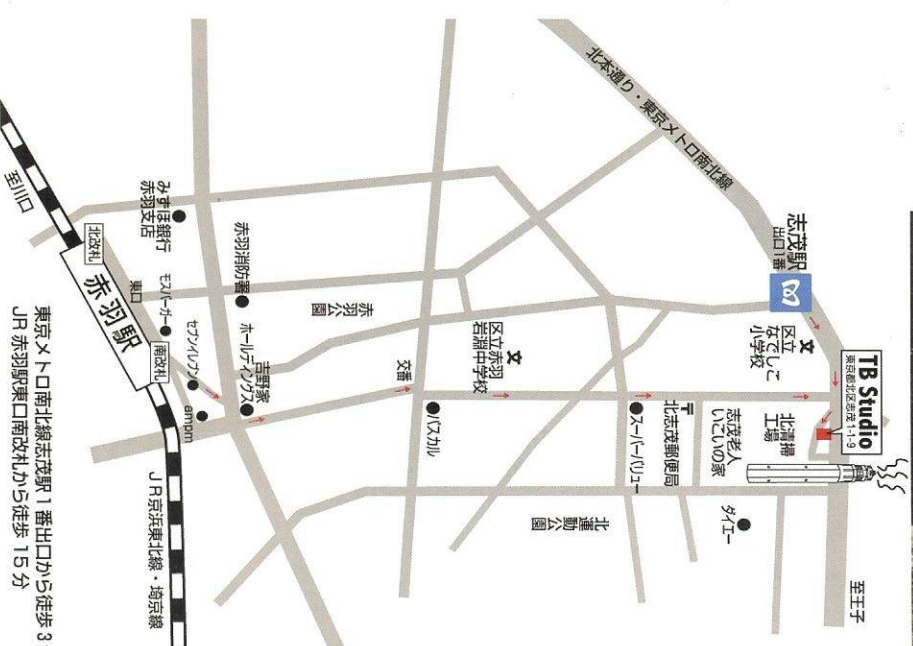 北本通り・東京メトロ南北線
志茂駅
出口1番
区立
なでしこ
小学校
TB Studio
東京都北区志茂1-1-9
北清掃
工場
志茂老人
いこいの家
北志茂郵便局
スーパーバリュー
ダイエー
至王子
区立赤羽
岩淵中学校
赤羽
公園
交番
パスカル
北
運動
公園
赤羽消防署
吉野家
ホールディングス
みずほ銀行
赤羽支店
モスバーガー
セブンイレブン
ampm
東口
北改札
南改札
赤羽駅
至川口
JR京浜東北線・埼京線
東京メトロ南北線志茂駅1番出口から徒歩3
JR赤羽駅東口南改札から徒歩15分